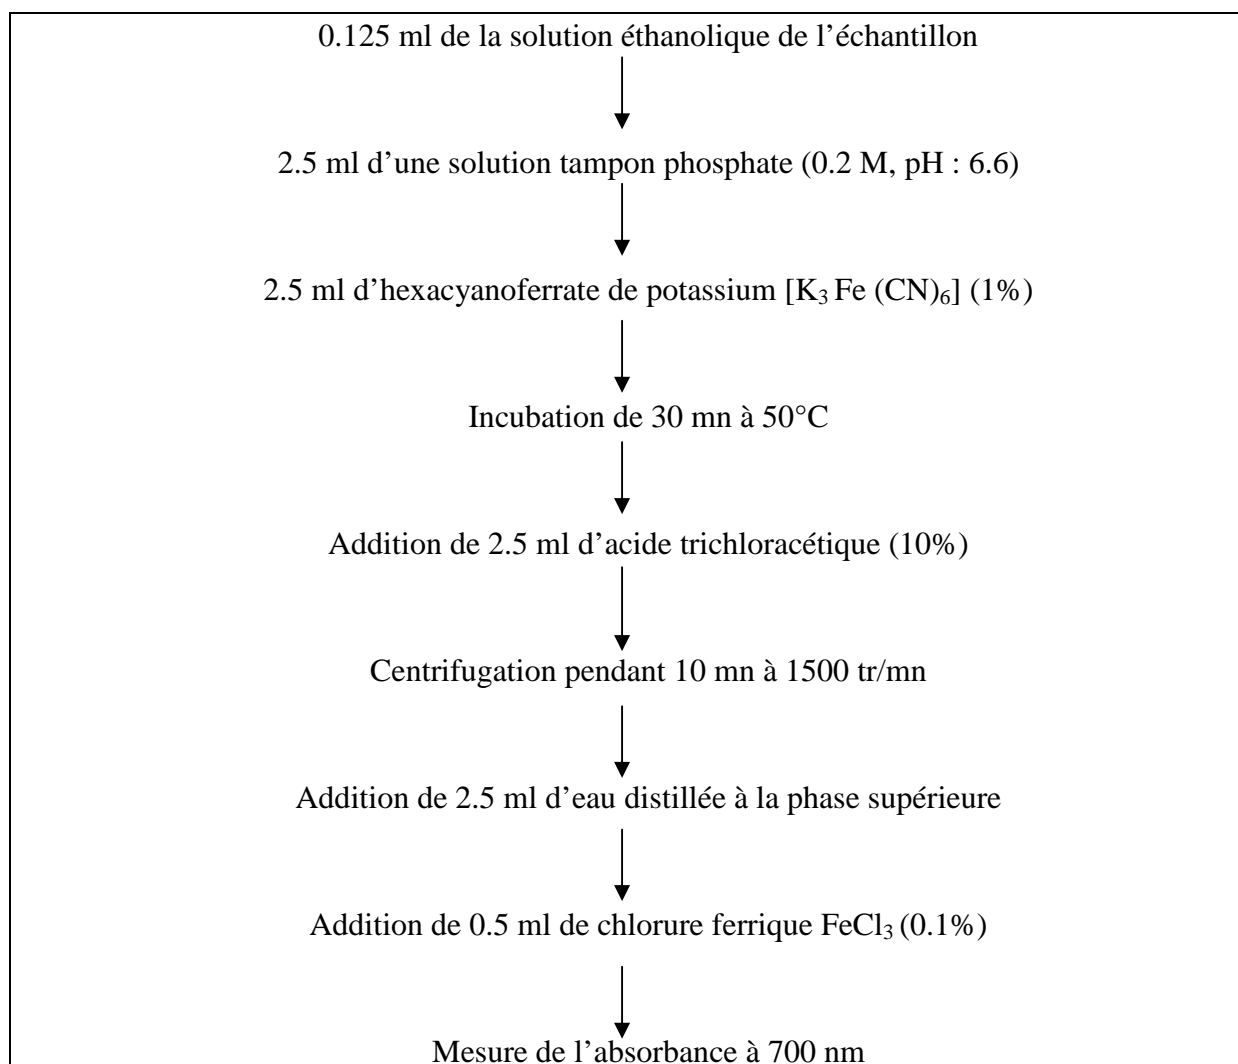 0.125 ml de la solution éthanolique de l’échantillon
2.5 ml d’une solution tampon phosphate (0.2 M, pH : 6.6)
2.5 ml d’hexacyanoferrate de potassium [K₃ Fe (CN)₆] (1%)
Incubation de 30 mn à 50°C
Addition de 2.5 ml d’acide trichloracétique (10%)
Centrifugation pendant 10 mn à 1500 tr/mn
Addition de 2.5 ml d’eau distillée à la phase supérieure
Addition de 0.5 ml de chlorure ferrique FeCl₃ (0.1%)
Mesure de l’absorbance à 700 nm